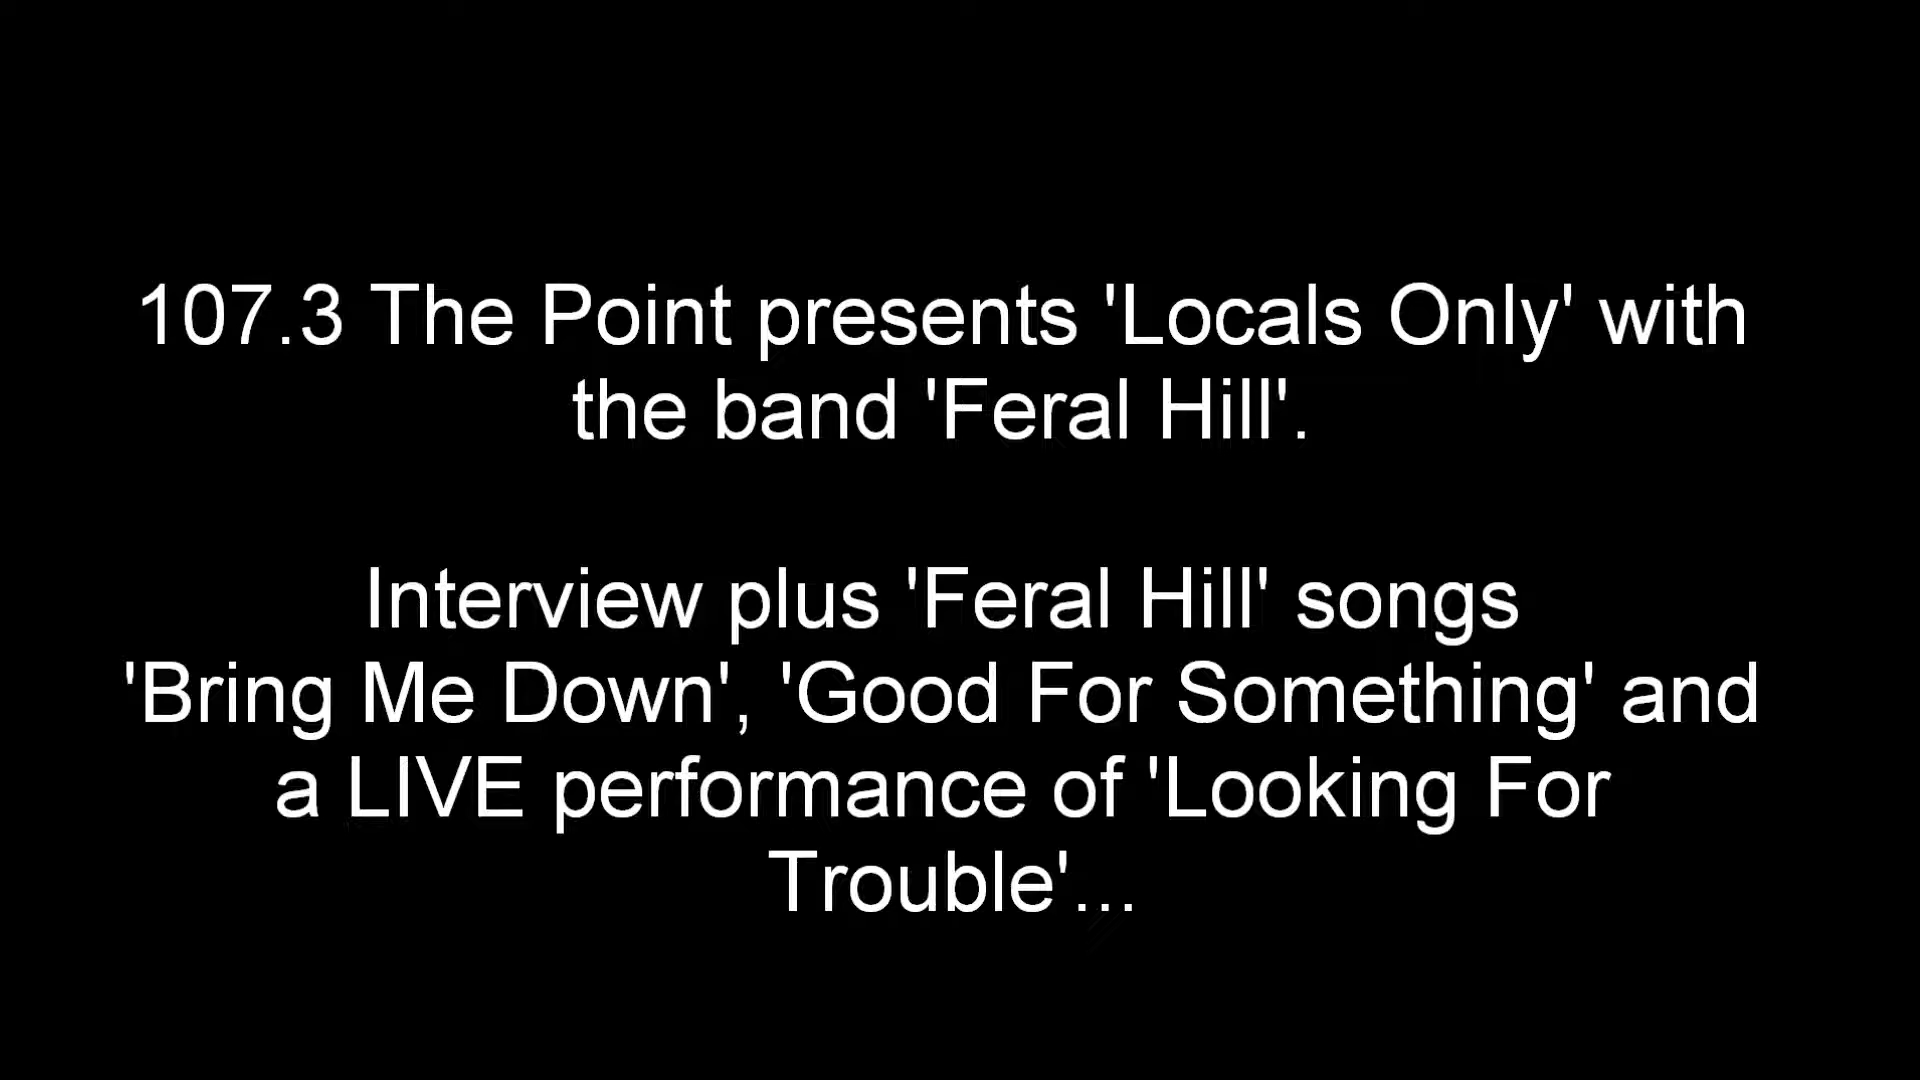 107.3 The Point presents 'Locals Only' with
the band 'Feral Hill'.
Interview plus 'Feral Hill' songs
'Bring Me Down', 'Good For Something' and
a LIVE performance of 'Looking For
Trouble'...